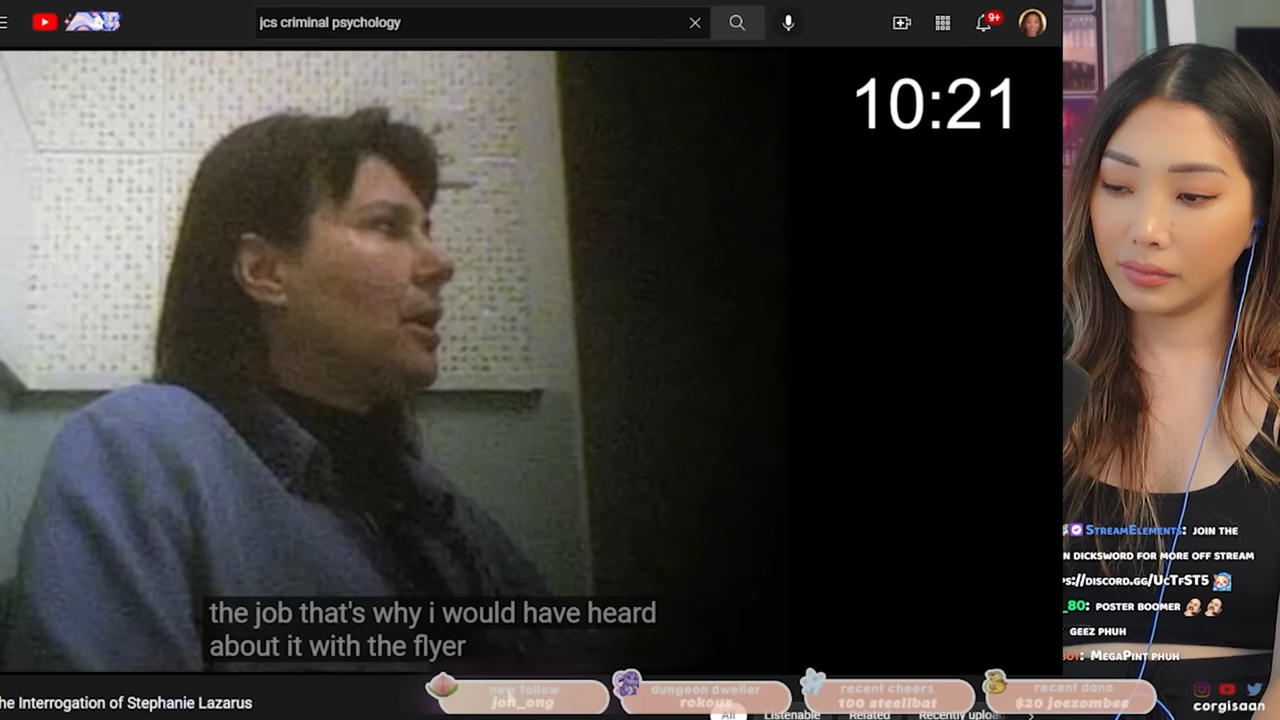 jcs criminal psychology
9+
10:21
the job that's why i would have heard
about it with the flyer
he Interrogation of Stephanie Lazarus
new follow
joh_ong
dungeon dweller
rokoux
recent cheers
100 steelbat
recent dono
$20 joezombee
All Listenable Related Recently uploa
StreamElements: JOIN THE
N DICKSWORD FOR MORE OFF STREAM
ps://discord.gg/UcTfST5
_80: POSTER BOOMER
GEEZ PHUH
BOT: MegaPint phuh
corgisaan